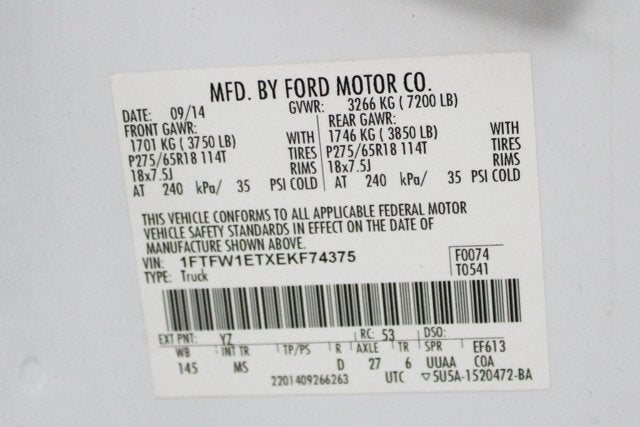 MFD. BY FORD MOTOR CO.
DATE: 09/14 GVWR: 3266 KG ( 7200 LB)
FRONT GAWR: REAR GAWR:
1701 KG ( 3750 LB) WITH 1746 KG ( 3850 LB) WITH
P275/65R18 114T TIRES P275/65R18 114T TIRES
18x7.5J RIMS 18x7.5J RIMS
AT 240 kPa/ 35 PSI COLD AT 240 kPa/ 35 PSI COLD
THIS VEHICLE CONFORMS TO ALL APPLICABLE FEDERAL MOTOR
VEHICLE SAFETY STANDARDS IN EFFECT ON THE DATE OF
MANUFACTURE SHOWN ABOVE.
VIN: 1FTFW1ETXEKF74375 F0074
TYPE: Truck T0541
EXT PNT: YZ RC: 53 DSO:
WB INT TR TP/PS R AXLE TR SPR EF613
145 MS D 27 6 UUAA COA
2201409266263 UTC ▽5U5A-1520472-BA